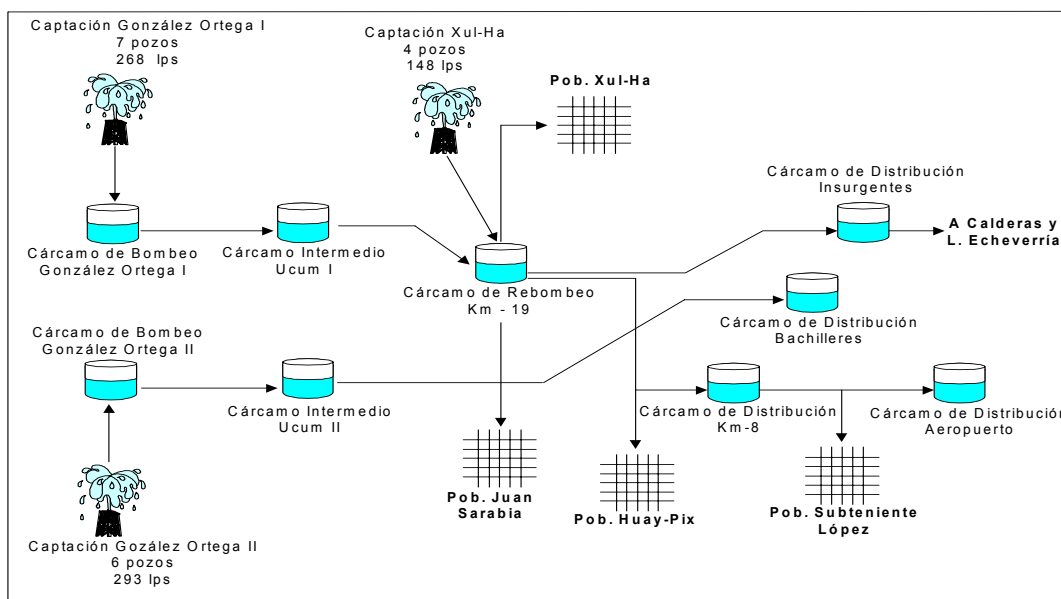 Captación González Ortega I
7 pozos
268 lps
Captación Xul-Ha
4 pozos
148 lps
Pob. Xul-Ha
Cárcamo de Distribución
Insurgentes
A Calderas y
L. Echeverría
Cárcamo de Bombeo
González Ortega I
Cárcamo Intermedio
Ucum I
Cárcamo de Rebombeo
Km - 19
Cárcamo de Distribución
Bachilleres
Cárcamo de Bombeo
González Ortega II
Cárcamo Intermedio
Ucum II
Cárcamo de Distribución
Km-8
Cárcamo de Distribución
Aeropuerto
Pob. Juan
Sarabia
Pob. Huay-Pix
Pob. Subteniente
López
Captación Gozález Ortega II
6 pozos
293 lps